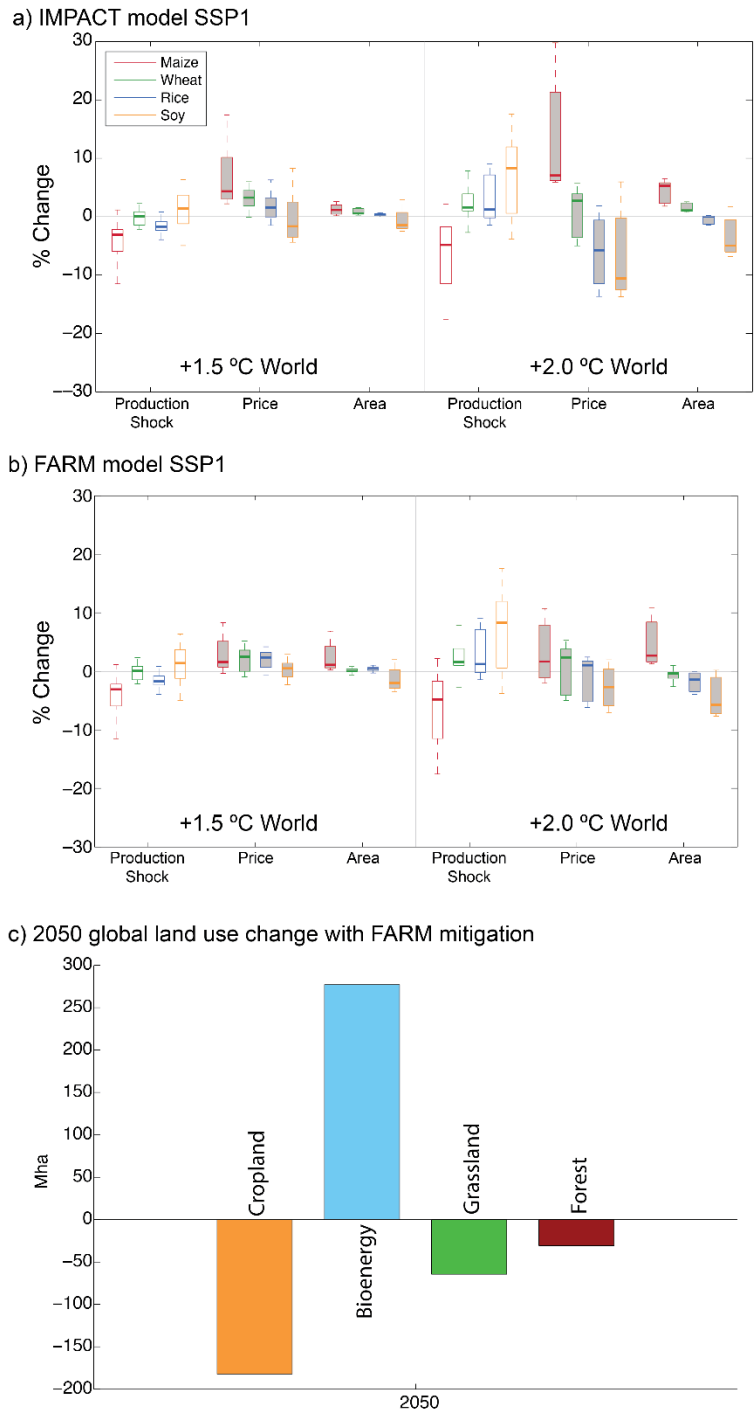 a) IMPACT model SSP1
30
20
10
0
−10
−20
−−30
% Change
Maize
Wheat
Rice
Soy
+1.5 ºC World
+2.0 ºC World
Production Shock
Price
Area
Production Shock
Price
Area
b) FARM model SSP1
30
20
10
0
−10
−20
−−30
% Change
+1.5 ºC World
+2.0 ºC World
Production Shock
Price
Area
Production Shock
Price
Area
c) 2050 global land use change with FARM mitigation
300
250
200
150
100
50
0
−50
−100
−150
−200
Mha
Cropland
Bioenergy
Grassland
Forest
2050